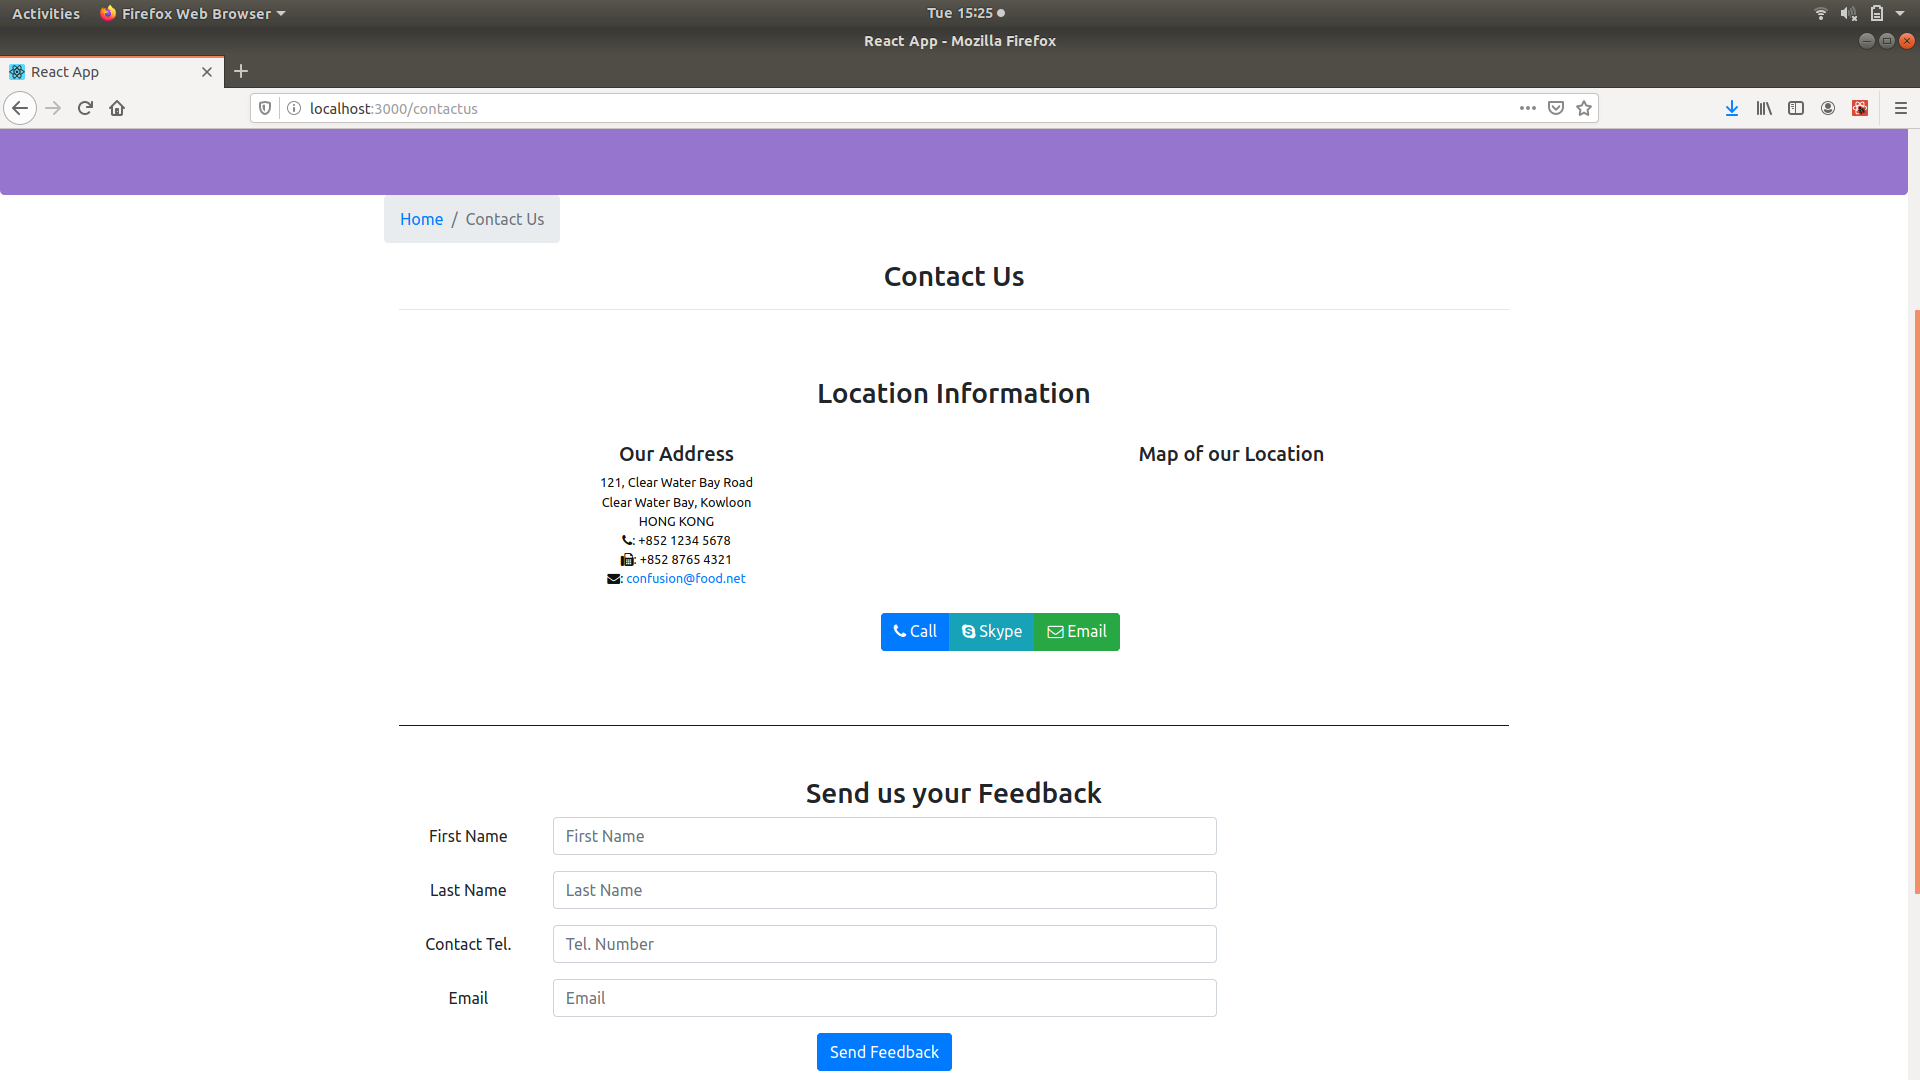 Activities Firefox Web Browser Tue 15:25
React App - Mozilla Firefox
React App
localhost:3000/contactus
Home / Contact Us
Contact Us
Location Information
Our Address
121, Clear Water Bay Road
Clear Water Bay, Kowloon
HONG KONG
: +852 1234 5678
: +852 8765 4321
: confusion@food.net
Map of our Location
Call Skype Email
Send us your Feedback
First Name First Name
Last Name Last Name
Contact Tel. Tel. Number
Email Email
Send Feedback